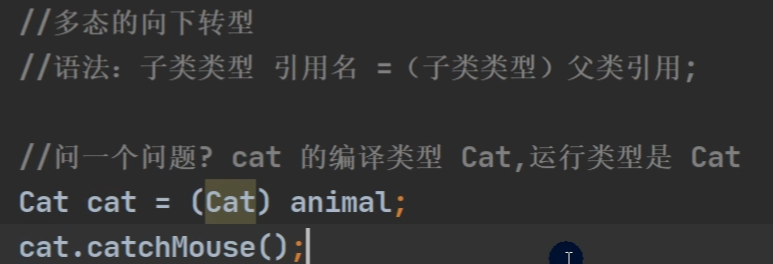 //多态的向下转型
//语法：子类类型 引用名 =（子类类型）父类引用;
//问一个问题? cat 的编译类型 Cat,运行类型是 Cat
Cat cat = (Cat) animal;
cat.catchMouse();